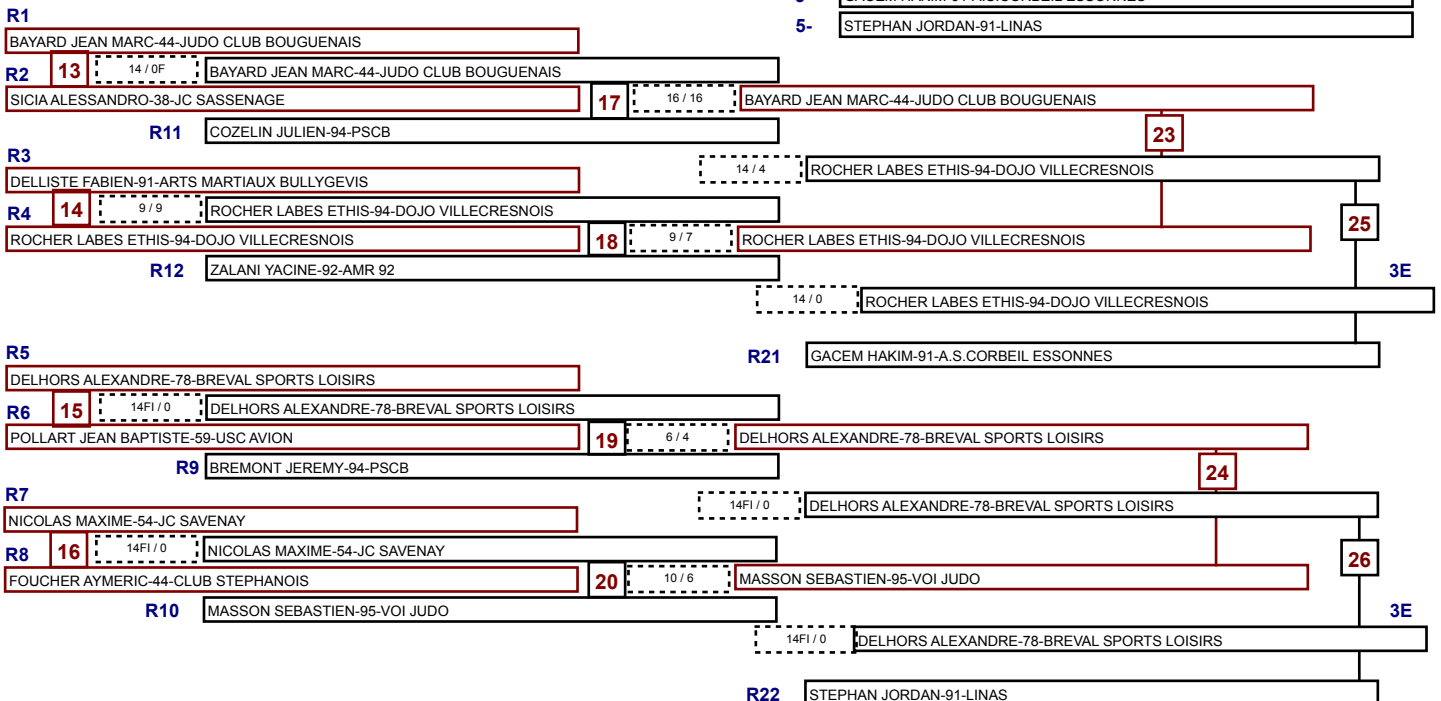 R1
5- STEPHAN JORDAN-91-LINAS
BAYARD JEAN MARC-44-JUDO CLUB BOUGUENAIS
R2 13 14 / 0F BAYARD JEAN MARC-44-JUDO CLUB BOUGUENAIS
SICIA ALESSANDRO-38-JC SASSENAGE 17 16 / 16 BAYARD JEAN MARC-44-JUDO CLUB BOUGUENAIS
R11 COZELIN JULIEN-94-PSCB 23
R3
14 / 4 ROCHER LABES ETHIS-94-DOJO VILLECRESNOIS
DELLISTE FABIEN-91-ARTS MARTIAUX BULLYGEVIS
R4 14 9 / 9 ROCHER LABES ETHIS-94-DOJO VILLECRESNOIS 25
ROCHER LABES ETHIS-94-DOJO VILLECRESNOIS 18 9 / 7 ROCHER LABES ETHIS-94-DOJO VILLECRESNOIS
R12 ZALANI YACINE-92-AMR 92 3E
14 / 0 ROCHER LABES ETHIS-94-DOJO VILLECRESNOIS
R5
R21 GACEM HAKIM-91-A.S.CORBEIL ESSONNES
DELHORS ALEXANDRE-78-BREVAL SPORTS LOISIRS
R6 15 14FI / 0 DELHORS ALEXANDRE-78-BREVAL SPORTS LOISIRS
POLLART JEAN BAPTISTE-59-USC AVION 19 6 / 4 DELHORS ALEXANDRE-78-BREVAL SPORTS LOISIRS
R9 BREMONT JEREMY-94-PSCB 24
R7
14FI / 0 DELHORS ALEXANDRE-78-BREVAL SPORTS LOISIRS
NICOLAS MAXIME-54-JC SAVENAY
R8 16 14FI / 0 NICOLAS MAXIME-54-JC SAVENAY 26
FOUCHER AYMERIC-44-CLUB STEPHANOIS 20 10 / 6 MASSON SEBASTIEN-95-VOI JUDO
R10 MASSON SEBASTIEN-95-VOI JUDO 3E
14FI / 0 DELHORS ALEXANDRE-78-BREVAL SPORTS LOISIRS
R22 STEPHAN JORDAN-91-LINAS